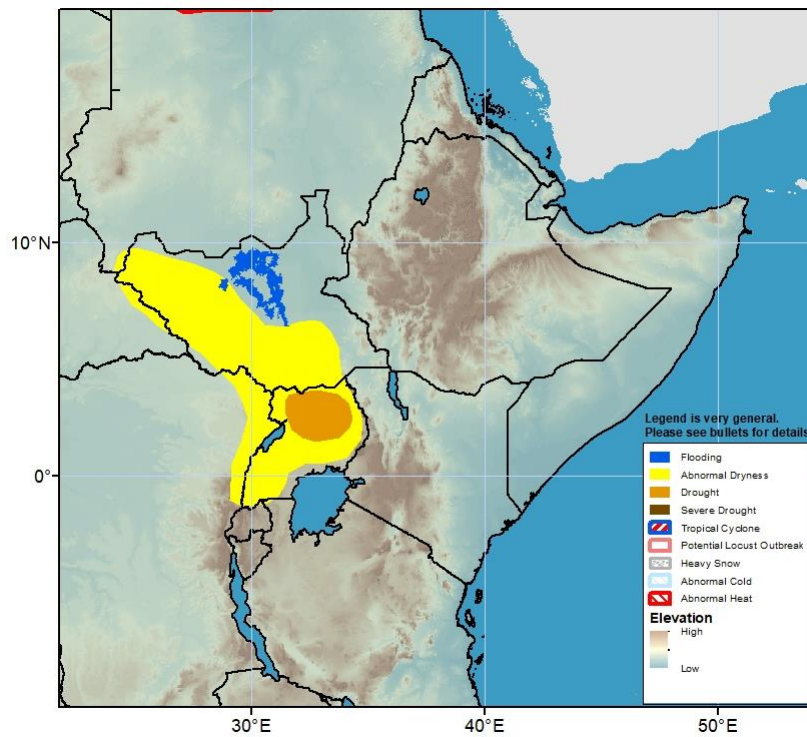 10°N
0°
30°E
40°E
50°E
Legend is very general.
Please see bullets for details
Flooding
Abnormal Dryness
Drought
Severe Drought
Tropical Cyclone
Potential Locust Outbreak
Heavy Snow
Abnormal Cold
Abnormal Heat
Elevation
High
Low